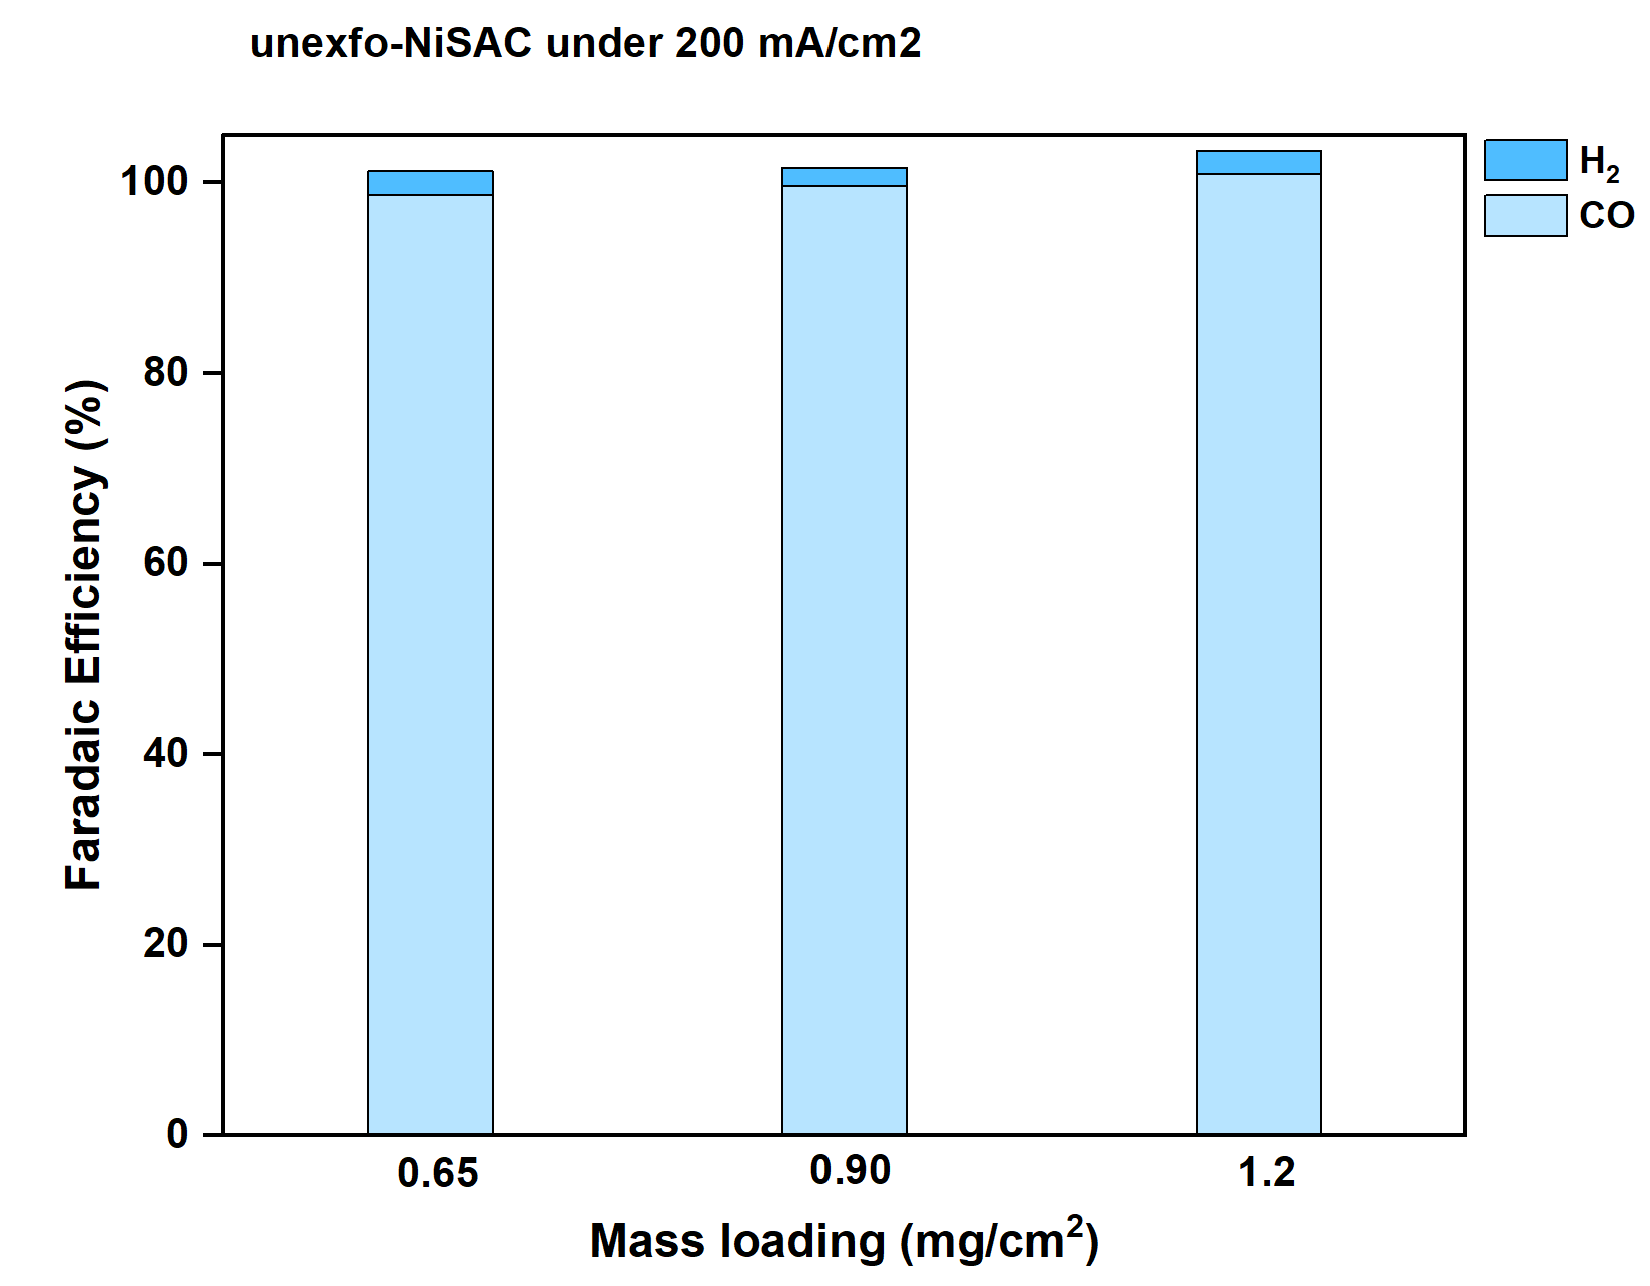 unexfo-NiSAC under 200 mA/cm2
H₂
CO
100
80
60
40
20
0
Faradaic Efficiency (%)
0.65
0.90
1.2
Mass loading (mg/cm²)